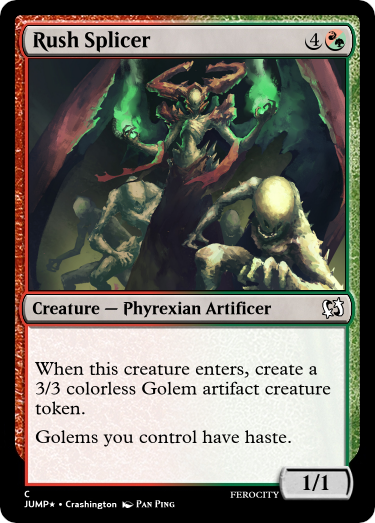 Rush Splicer 4
Creature — Phyrexian Artificer
When this creature enters, create a
3/3 colorless Golem artifact creature
token.
Golems you control have haste.
1/1
C
JUMP★ • Crashington PAN PING
FEROCITY